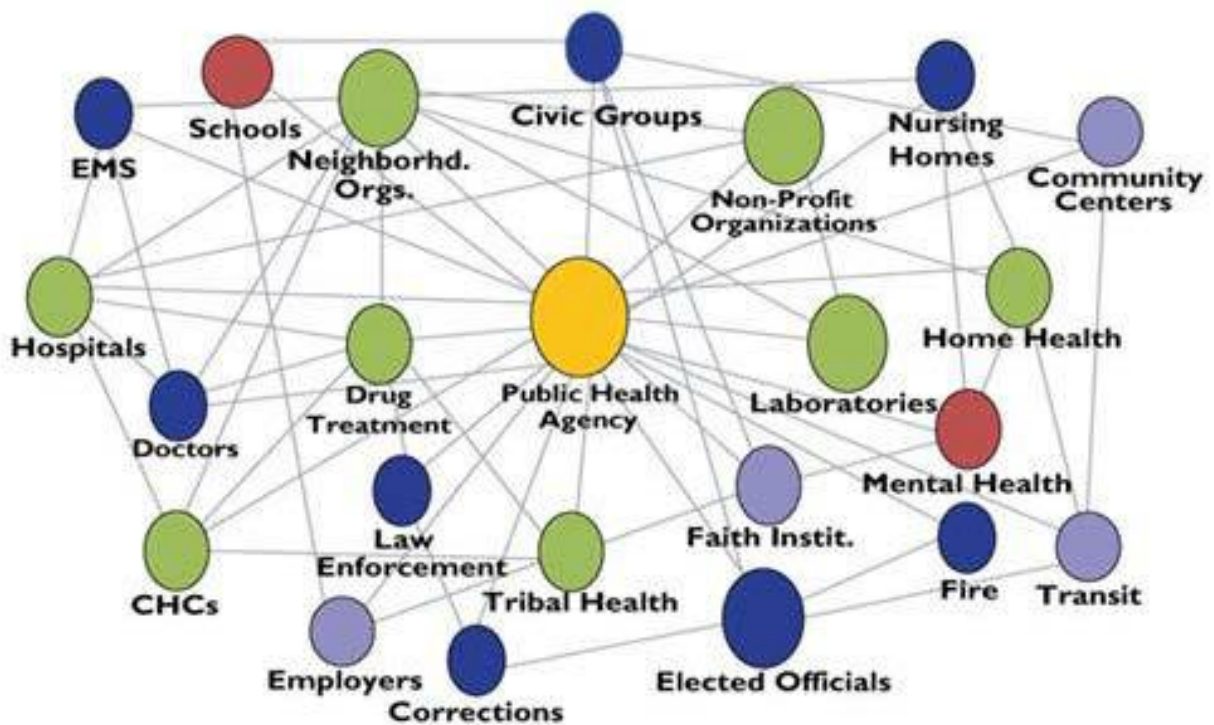 Schools
EMS
Neighborhd.
Orgs.
Civic Groups
Non-Profit
Organizations
Nursing
Homes
Community
Centers
Hospitals
Doctors
Drug
Treatment
Public Health
Agency
Laboratories
Home Health
Mental Health
CHCs
Law
Enforcement
Tribal Health
Faith Instit.
Fire
Transit
Employers
Corrections
Elected Officials